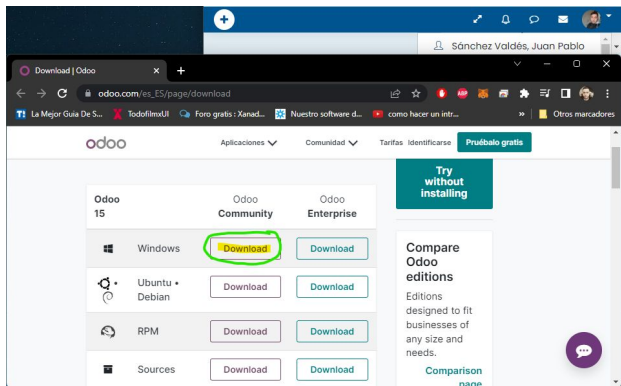 Sánchez Valdés, Juan Pablo
Download | Odoo
odoo.com/es_ES/page/download
La Mejor Guia De S...
TodofilmxUI
Foro gratis : Xanad...
Nuestro software d...
como hacer un intr...
»
Otros marcadores
odoo
Aplicaciones
Comunidad
Tarifas
Identificarse
Pruébalo gratis
Try
without
installing
Odoo
15
Odoo
Community
Odoo
Enterprise
Windows
Download
Download
Ubuntu •
Debian
Download
Download
RPM
Download
Download
Sources
Download
Download
Compare
Odoo
editions
Editions
designed to fit
businesses of
any size and
needs.
Comparison
page